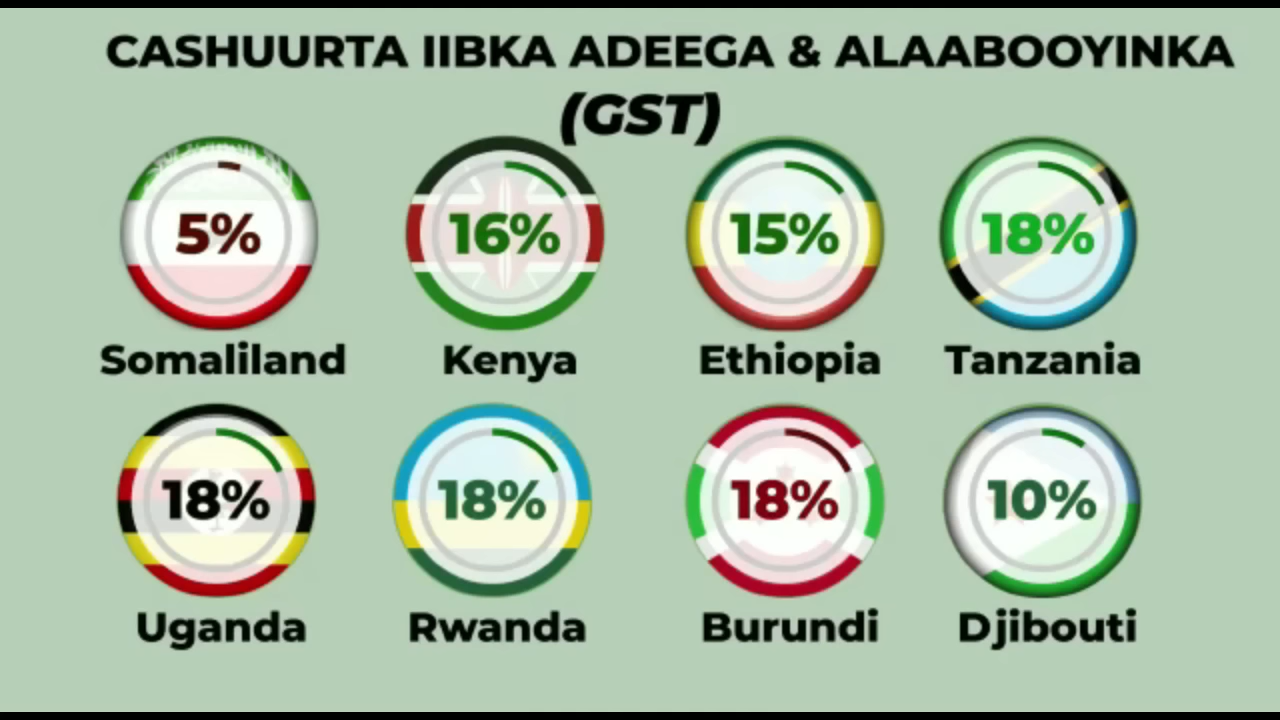 CASHUURTA IIBKA ADEEGA & ALAABOOYINKA
(GST)
5% 16% 15% 18%
Somaliland Kenya Ethiopia Tanzania
18% 18% 18% 10%
Uganda Rwanda Burundi Djibouti